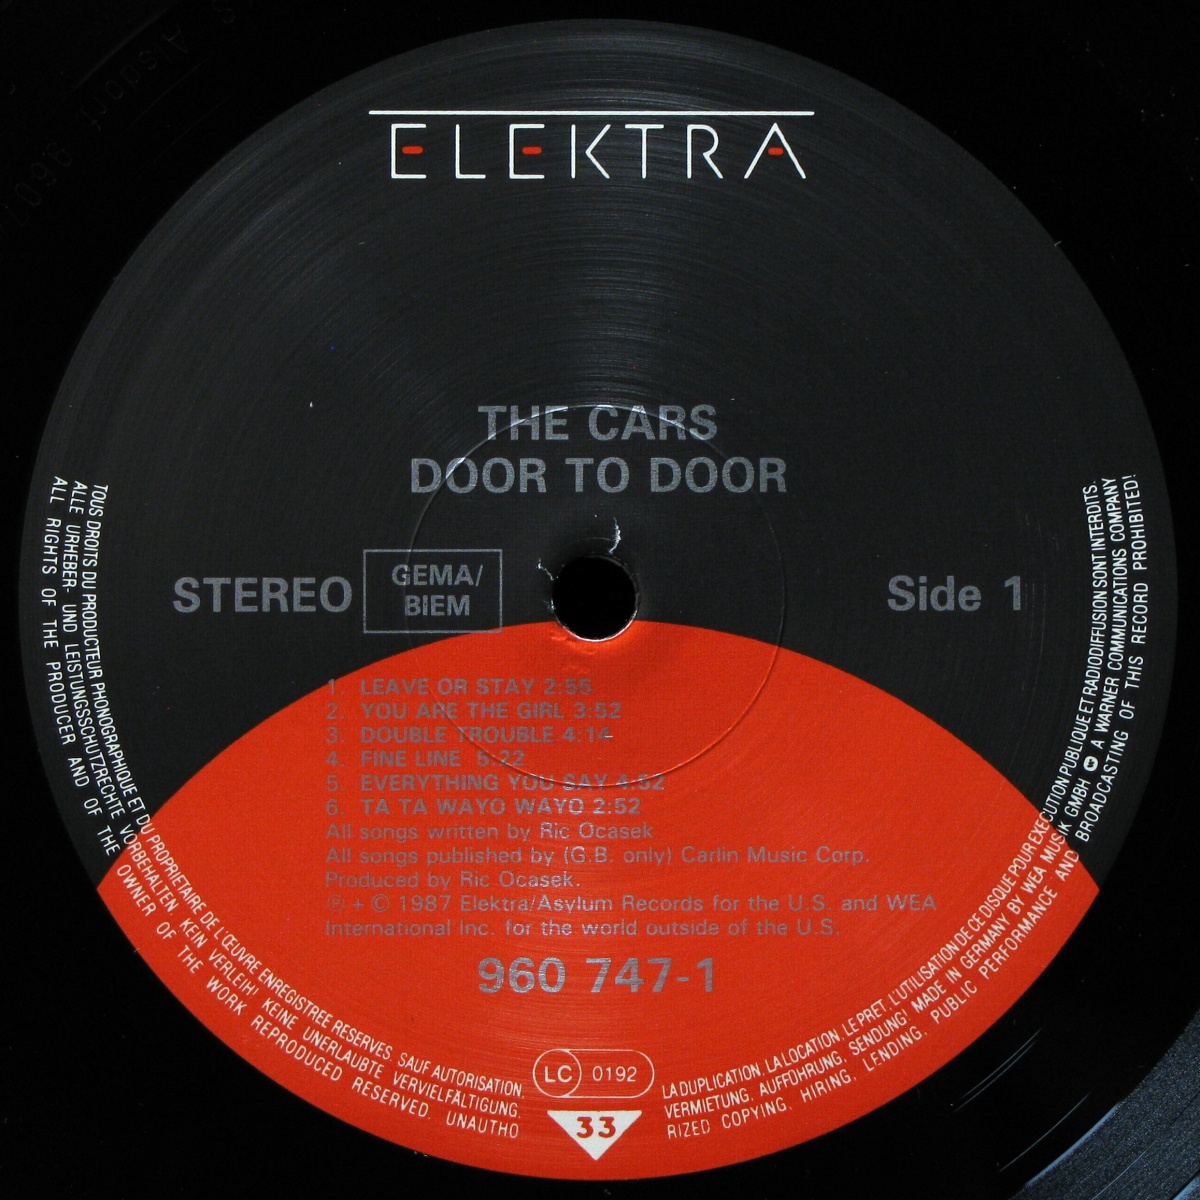 ELEKTRA
THE CARS
DOOR TO DOOR
STEREO
GEMA/
BIEM
Side 1
1. LEAVE OR STAY 2:55
2. YOU ARE THE GIRL 3:52
3. DOUBLE TROUBLE 4:14
4. FINE LINE 5:22
5. EVERYTHING YOU SAY 4:52
6. TA TA WAYO WAYO 2:52
All songs written by Ric Ocasek
All songs published by (G.B. only) Carlin Music Corp.
Produced by Ric Ocasek.
℗ + © 1987 Elektra/Asylum Records for the U.S. and WEA
International Inc. for the world outside of the U.S.
960 747-1
LC 0192
33
TOUS DROITS DU PRODUCTEUR PHONOGRAPHIQUE ET DU PROPRIETAIRE DE L'ŒUVRE ENREGISTREE RESERVES. SAUF AUTORISATION, LA DUPLICATION, LA LOCATION, LE PRET, L'UTILISATION DE CE DISQUE POUR EXECUTION PUBLIQUE ET RADIODIFFUSION SONT INTERDITS.
ALLE URHEBER- UND LEISTUNGSSCHUTZRECHTE VORBEHALTEN. KEIN VERLEIH! KEINE UNERLAUBTE VERVIELFÄLTIGUNG, VERMIETUNG, AUFFÜHRUNG, SENDUNG! MADE IN GERMANY BY WEA MUSIK GMBH A WARNER COMMUNICATIONS COMPANY
ALL RIGHTS OF THE PRODUCER AND OF THE OWNER OF THE WORK REPRODUCED RESERVED. UNAUTHORIZED COPYING, HIRING, LENDING, PUBLIC PERFORMANCE AND BROADCASTING OF THIS RECORD PROHIBITED!
Alsdorf